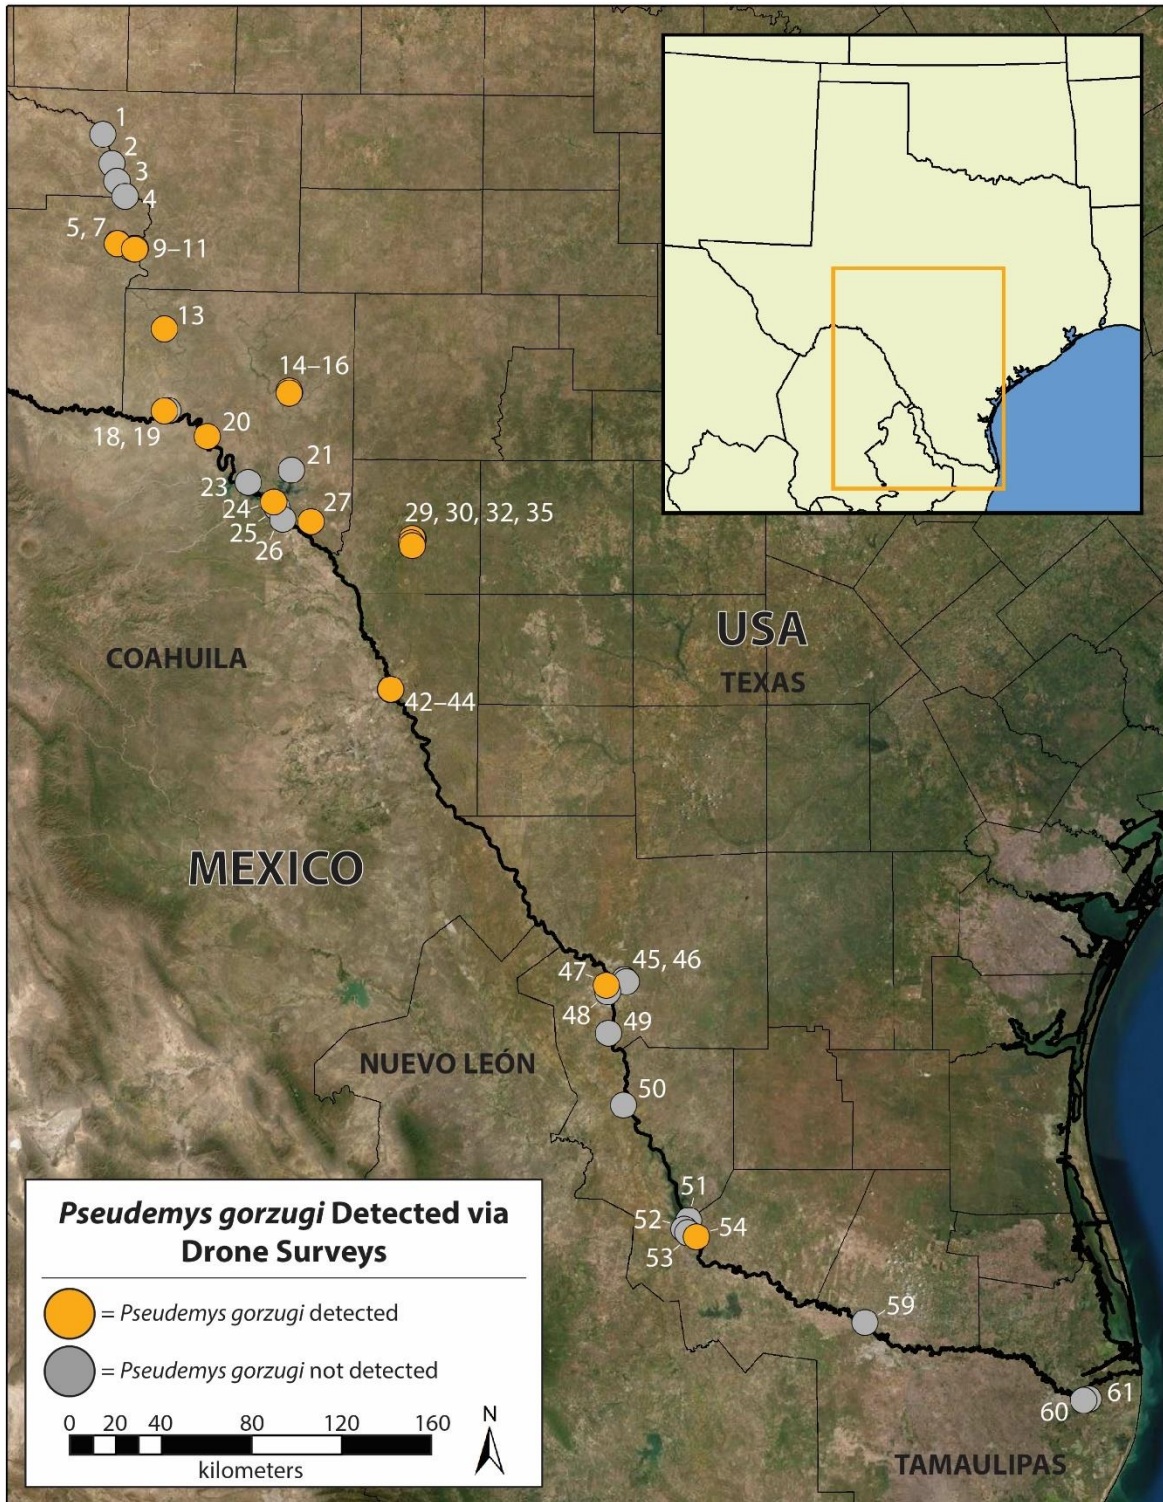 1
2
3
4
5, 7
9–11
13
14–16
18, 19
20
21
23
24
25
26
27
29, 30, 32, 35
USA
TEXAS
COAHUILA
42–44
MEXICO
45, 46
47
48
49
NUEVO LEÓN
50
51
52
53
54
59
60
61
TAMAULIPAS
Pseudemys gorzugi Detected via
Drone Surveys
= Pseudemys gorzugi detected
= Pseudemys gorzugi not detected
0 20 40 80 120 160
kilometers
N